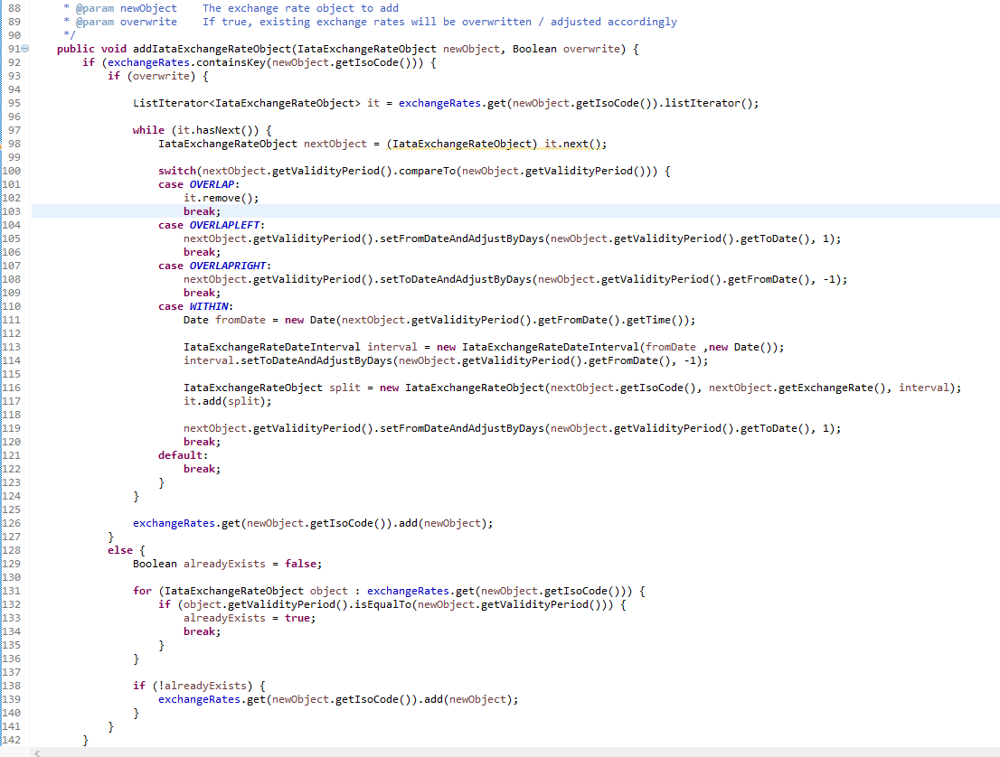 88 * @param newObject The exchange rate object to add
89 * @param overwrite If true, existing exchange rates will be overwritten / adjusted accordingly
90 */
91 public void addIataExchangeRateObject(IataExchangeRateObject newObject, Boolean overwrite) {
92 if (exchangeRates.containsKey(newObject.getIsoCode())) {
93 if (overwrite) {
94
95 ListIterator<IataExchangeRateObject> it = exchangeRates.get(newObject.getIsoCode()).listIterator();
96
97 while (it.hasNext()) {
98 IataExchangeRateObject nextObject = (IataExchangeRateObject) it.next();
99
100 switch(nextObject.getValidityPeriod().compareTo(newObject.getValidityPeriod())) {
101 case OVERLAP:
102 it.remove();
103 break;
104 case OVERLAPLEFT:
105 nextObject.getValidityPeriod().setFromDateAndAdjustByDays(newObject.getValidityPeriod().getToDate(), 1);
106 break;
107 case OVERLAPRIGHT:
108 nextObject.getValidityPeriod().setToDateAndAdjustByDays(newObject.getValidityPeriod().getFromDate(), -1);
109 break;
110 case WITHIN:
111 Date fromDate = new Date(nextObject.getValidityPeriod().getFromDate().getTime());
112
113 IataExchangeRateDateInterval interval = new IataExchangeRateDateInterval(fromDate ,new Date());
114 interval.setToDateAndAdjustByDays(newObject.getValidityPeriod().getFromDate(), -1);
115
116 IataExchangeRateObject split = new IataExchangeRateObject(nextObject.getIsoCode(), nextObject.getExchangeRate(), interval);
117 it.add(split);
118
119 nextObject.getValidityPeriod().setFromDateAndAdjustByDays(newObject.getValidityPeriod().getToDate(), 1);
120 break;
121 default:
122 break;
123 }
124 }
125
126 exchangeRates.get(newObject.getIsoCode()).add(newObject);
127 }
128 else {
129 Boolean alreadyExists = false;
130
131 for (IataExchangeRateObject object : exchangeRates.get(newObject.getIsoCode())) {
132 if (object.getValidityPeriod().isEqualTo(newObject.getValidityPeriod())) {
133 alreadyExists = true;
134 break;
135 }
136 }
137
138 if (!alreadyExists) {
139 exchangeRates.get(newObject.getIsoCode()).add(newObject);
140 }
141 }
142 }